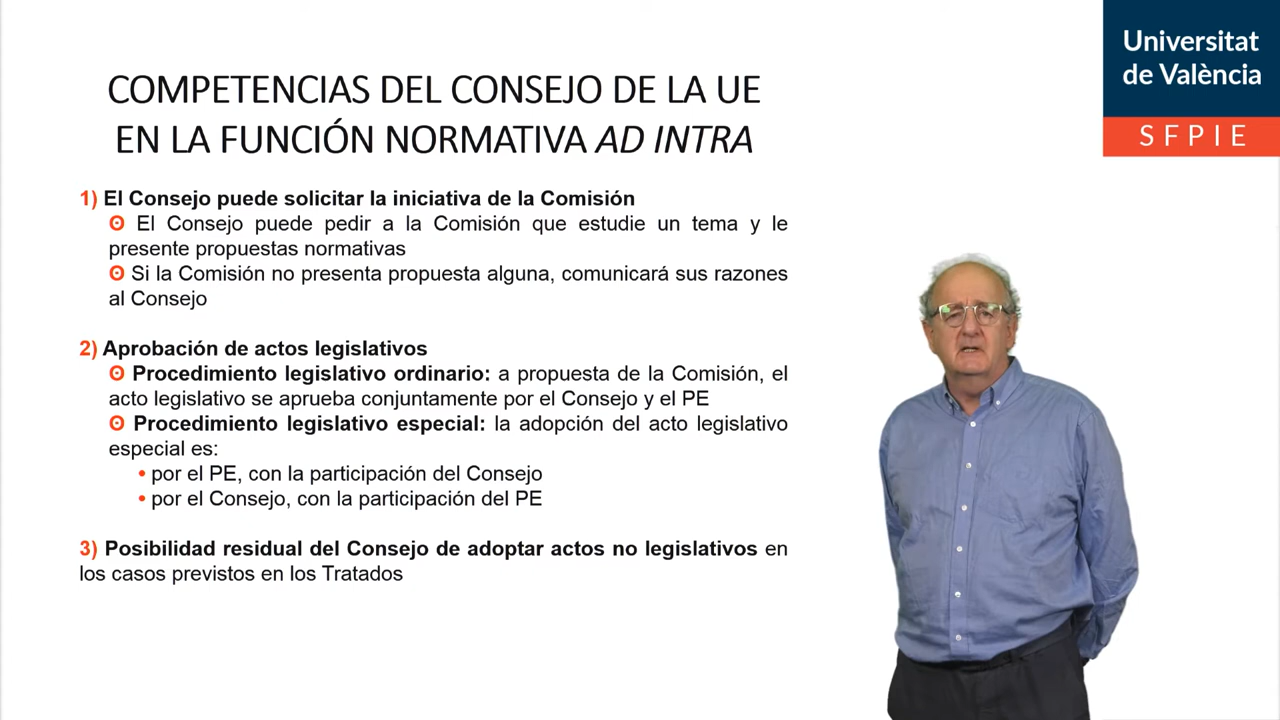 COMPETENCIAS DEL CONSEJO DE LA UE
EN LA FUNCIÓN NORMATIVA AD INTRA
Universitat
de València
SFPIE
1) El Consejo puede solicitar la iniciativa de la Comisión
ʘ El Consejo puede pedir a la Comisión que estudie un tema y le
presente propuestas normativas
ʘ Si la Comisión no presenta propuesta alguna, comunicará sus razones
al Consejo
2) Aprobación de actos legislativos
ʘ Procedimiento legislativo ordinario: a propuesta de la Comisión, el
acto legislativo se aprueba conjuntamente por el Consejo y el PE
ʘ Procedimiento legislativo especial: la adopción del acto legislativo
especial es:
• por el PE, con la participación del Consejo
• por el Consejo, con la participación del PE
3) Posibilidad residual del Consejo de adoptar actos no legislativos en
los casos previstos en los Tratados